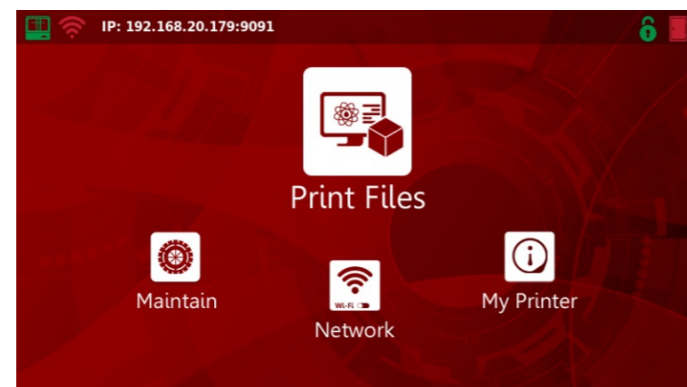 IP: 192.168.20.179:9091
Print Files
Maintain
My Printer
Wi-Fi
Network